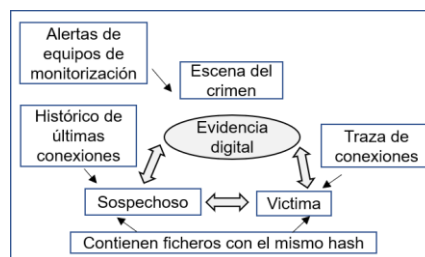 Alertas de
equipos de
monitorización
Escena del
crimen
Histórico de
últimas
conexiones
Evidencia
digital
Traza de
conexiones
Sospechoso
Victima
Contienen ficheros con el mismo hash